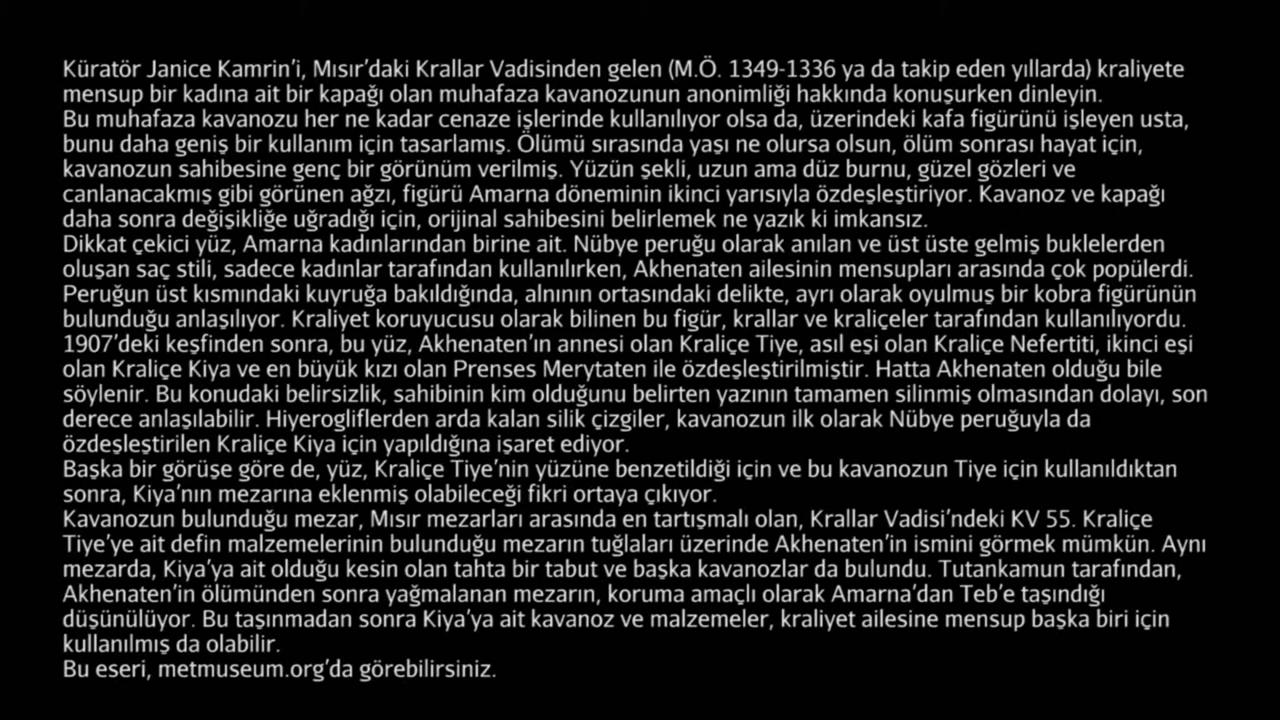 Küratör Janice Kamrin’i, Mısır’daki Krallar Vadisinden gelen (M.Ö. 1349-1336 ya da takip eden yıllarda) kraliyete
mensup bir kadına ait bir kapağı olan muhafaza kavanozunun anonimliği hakkında konuşurken dinleyin.
Bu muhafaza kavanozu her ne kadar cenaze işlerinde kullanılıyor olsa da, üzerindeki kafa figürünü işleyen usta,
bunu daha geniş bir kullanım için tasarlamış. Ölümü sırasında yaşı ne olursa olsun, ölüm sonrası hayat için,
kavanozun sahibesine genç bir görünüm verilmiş. Yüzün şekli, uzun ama düz burnu, güzel gözleri ve
canlanacakmış gibi görünen ağzı, figürü Amarna döneminin ikinci yarısıyla özdeşleştiriyor. Kavanoz ve kapağı
daha sonra değişikliğe uğradığı için, orijinal sahibesini belirlemek ne yazık ki imkansız.
Dikkat çekici yüz, Amarna kadınlarından birine ait. Nübye peruğu olarak anılan ve üst üste gelmiş buklelerden
oluşan saç stili, sadece kadınlar tarafından kullanılırken, Akhenaten ailesinin mensupları arasında çok popülerdi.
Peruğun üst kısmındaki kuyruğa bakıldığında, alnının ortasındaki delikte, ayrı olarak oyulmuş bir kobra figürünün
bulunduğu anlaşılıyor. Kraliyet koruyucusu olarak bilinen bu figür, krallar ve kraliçeler tarafından kullanılıyordu.
1907’deki keşfinden sonra, bu yüz, Akhenaten’ın annesi olan Kraliçe Tiye, asıl eşi olan Kraliçe Nefertiti, ikinci eşi
olan Kraliçe Kiya ve en büyük kızı olan Prenses Merytaten ile özdeşleştirilmiştir. Hatta Akhenaten olduğu bile
söylenir. Bu konudaki belirsizlik, sahibinin kim olduğunu belirten yazının tamamen silinmiş olmasından dolayı, son
derece anlaşılabilir. Hiyerogliflerden arda kalan silik çizgiler, kavanozun ilk olarak Nübye peruğuyla da
özdeşleştirilen Kraliçe Kiya için yapıldığına işaret ediyor.
Başka bir görüşe göre de, yüz, Kraliçe Tiye’nin yüzüne benzetildiği için ve bu kavanozun Tiye için kullanıldıktan
sonra, Kiya’nın mezarına eklenmiş olabileceği fikri ortaya çıkıyor.
Kavanozun bulunduğu mezar, Mısır mezarları arasında en tartışmalı olan, Krallar Vadisi’ndeki KV 55. Kraliçe
Tiye’ye ait defin malzemelerinin bulunduğu mezarın tuğlaları üzerinde Akhenaten’in ismini görmek mümkün. Aynı
mezarda, Kiya’ya ait olduğu kesin olan tahta bir tabut ve başka kavanozlar da bulundu. Tutankamun tarafından,
Akhenaten’in ölümünden sonra yağmalanan mezarın, koruma amaçlı olarak Amarna’dan Teb’e taşındığı
düşünülüyor. Bu taşınmadan sonra Kiya’ya ait kavanoz ve malzemeler, kraliyet ailesine mensup başka biri için
kullanılmış da olabilir.
Bu eseri, metmuseum.org’da görebilirsiniz.